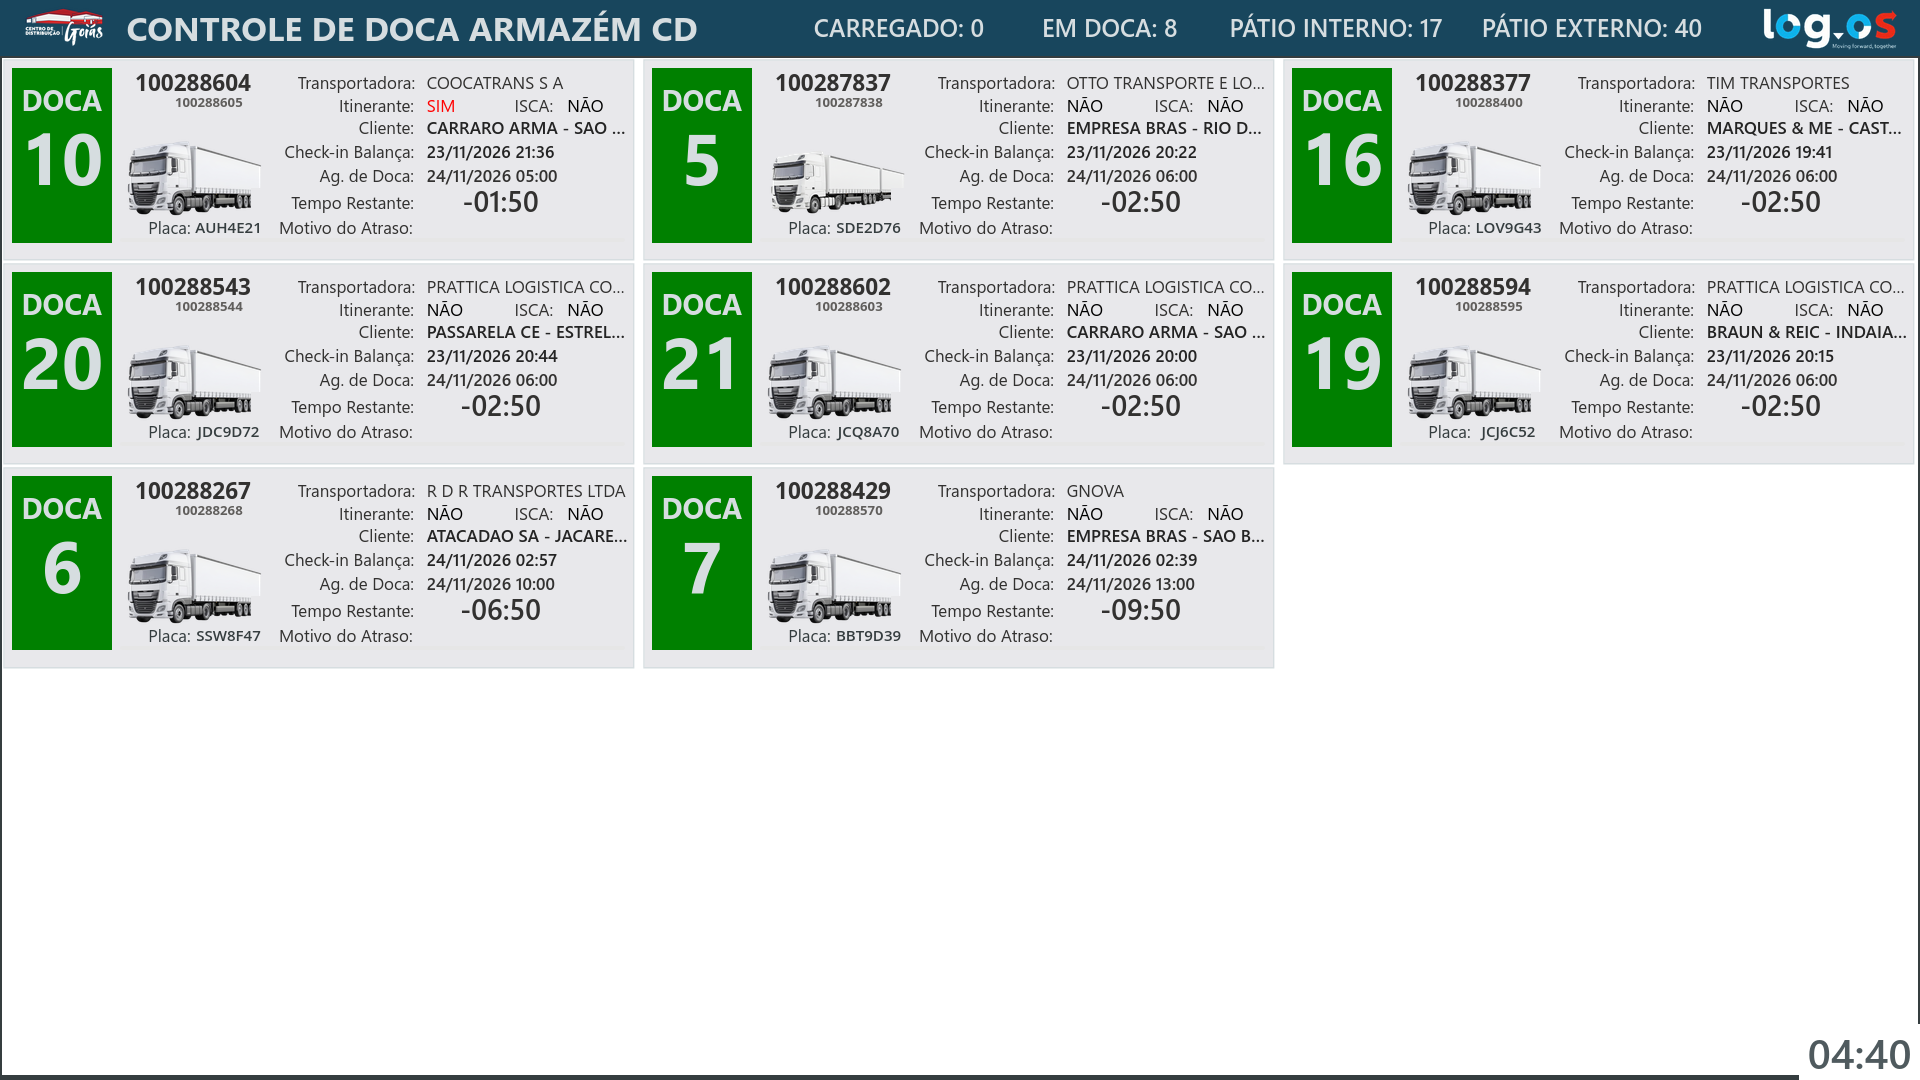 CENTRO DE DISTRIBUIÇÃO Goiás
CONTROLE DE DOCA ARMAZÉM CD
CARREGADO: 0
EM DOCA: 8
PÁTIO INTERNO: 17
PÁTIO EXTERNO: 40
log.os
Moving forward, together
DOCA
10
100288604
100288605
Placa: AUH4E21
Transportadora: COOCATRANS S A
Itinerante: SIM ISCA: NÃO
Cliente: CARRARO ARMA - SAO ...
Check-in Balança: 23/11/2026 21:36
Ag. de Doca: 24/11/2026 05:00
Tempo Restante: -01:50
Motivo do Atraso:
DOCA
5
100287837
100287838
Placa: SDE2D76
Transportadora: OTTO TRANSPORTE E LO...
Itinerante: NÃO ISCA: NÃO
Cliente: EMPRESA BRAS - RIO D...
Check-in Balança: 23/11/2026 20:22
Ag. de Doca: 24/11/2026 06:00
Tempo Restante: -02:50
Motivo do Atraso:
DOCA
16
100288377
100288400
Placa: LOV9G43
Transportadora: TIM TRANSPORTES
Itinerante: NÃO ISCA: NÃO
Cliente: MARQUES & ME - CAST...
Check-in Balança: 23/11/2026 19:41
Ag. de Doca: 24/11/2026 06:00
Tempo Restante: -02:50
Motivo do Atraso:
DOCA
20
100288543
100288544
Placa: JDC9D72
Transportadora: PRATTICA LOGISTICA CO...
Itinerante: NÃO ISCA: NÃO
Cliente: PASSARELA CE - ESTREL...
Check-in Balança: 23/11/2026 20:44
Ag. de Doca: 24/11/2026 06:00
Tempo Restante: -02:50
Motivo do Atraso:
DOCA
21
100288602
100288603
Placa: JCQ8A70
Transportadora: PRATTICA LOGISTICA CO...
Itinerante: NÃO ISCA: NÃO
Cliente: CARRARO ARMA - SAO ...
Check-in Balança: 23/11/2026 20:00
Ag. de Doca: 24/11/2026 06:00
Tempo Restante: -02:50
Motivo do Atraso:
DOCA
19
100288594
100288595
Placa: JCJ6C52
Transportadora: PRATTICA LOGISTICA CO...
Itinerante: NÃO ISCA: NÃO
Cliente: BRAUN & REIC - INDAIA...
Check-in Balança: 23/11/2026 20:15
Ag. de Doca: 24/11/2026 06:00
Tempo Restante: -02:50
Motivo do Atraso:
DOCA
6
100288267
100288268
Placa: SSW8F47
Transportadora: R D R TRANSPORTES LTDA
Itinerante: NÃO ISCA: NÃO
Cliente: ATACADAO SA - JACARE...
Check-in Balança: 24/11/2026 02:57
Ag. de Doca: 24/11/2026 10:00
Tempo Restante: -06:50
Motivo do Atraso:
DOCA
7
100288429
100288570
Placa: BBT9D39
Transportadora: GNOVA
Itinerante: NÃO ISCA: NÃO
Cliente: EMPRESA BRAS - SAO B...
Check-in Balança: 24/11/2026 02:39
Ag. de Doca: 24/11/2026 13:00
Tempo Restante: -09:50
Motivo do Atraso:
04:40